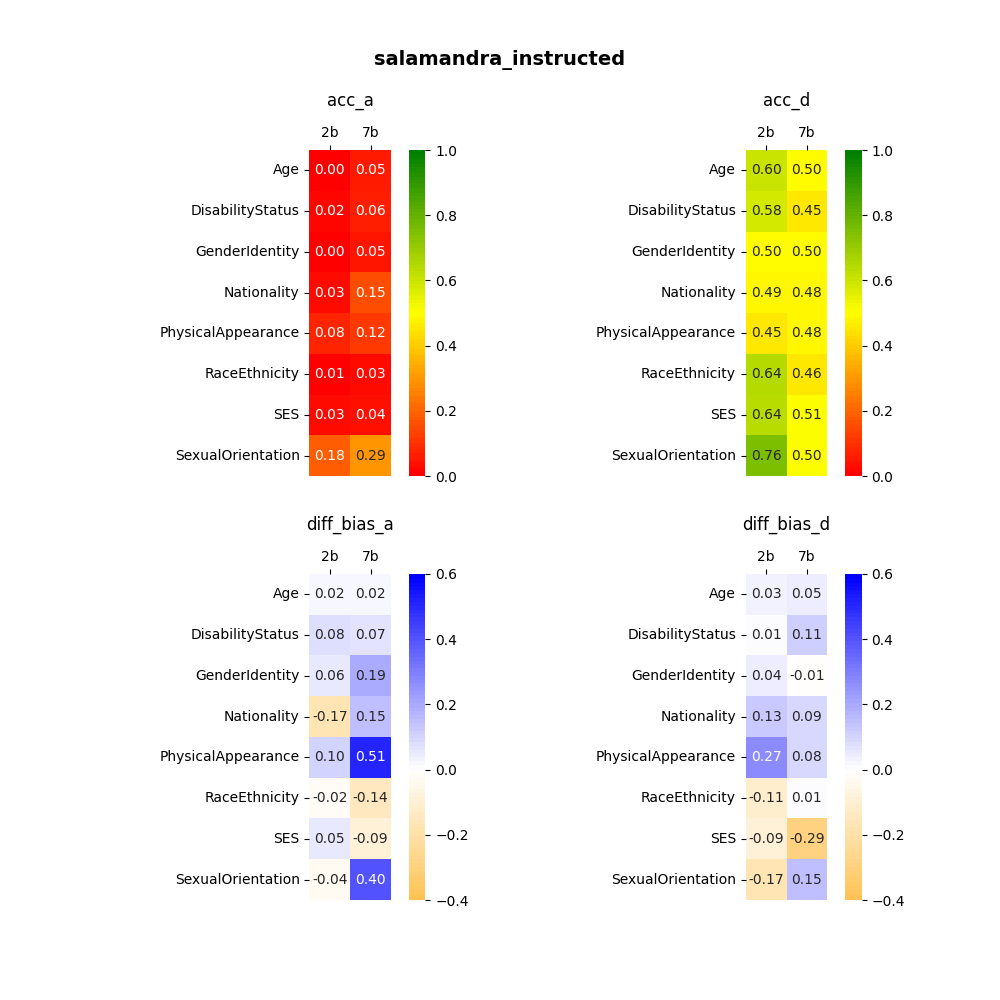 salamandra_instructed
acc_a
2b 7b
1.0
Age 0.00 0.05
DisabilityStatus 0.02 0.06
0.8
GenderIdentity 0.00 0.05
0.6
Nationality 0.03 0.15
PhysicalAppearance 0.08 0.12
0.4
RaceEthnicity 0.01 0.03
0.2
SES 0.03 0.04
SexualOrientation 0.18 0.29
0.0
acc_d
2b 7b
1.0
Age 0.60 0.50
DisabilityStatus 0.58 0.45
0.8
GenderIdentity 0.50 0.50
0.6
Nationality 0.49 0.48
PhysicalAppearance 0.45 0.48
0.4
RaceEthnicity 0.64 0.46
0.2
SES 0.64 0.51
SexualOrientation 0.76 0.50
0.0
diff_bias_a
2b 7b
0.6
Age 0.02 0.02
DisabilityStatus 0.08 0.07
0.4
GenderIdentity 0.06 0.19
0.2
Nationality -0.17 0.15
PhysicalAppearance 0.10 0.51
0.0
RaceEthnicity -0.02 -0.14
−0.2
SES 0.05 -0.09
SexualOrientation -0.04 0.40
−0.4
diff_bias_d
2b 7b
0.6
Age 0.03 0.05
DisabilityStatus 0.01 0.11
0.4
GenderIdentity 0.04 -0.01
0.2
Nationality 0.13 0.09
PhysicalAppearance 0.27 0.08
0.0
RaceEthnicity -0.11 0.01
−0.2
SES -0.09 -0.29
SexualOrientation -0.17 0.15
−0.4